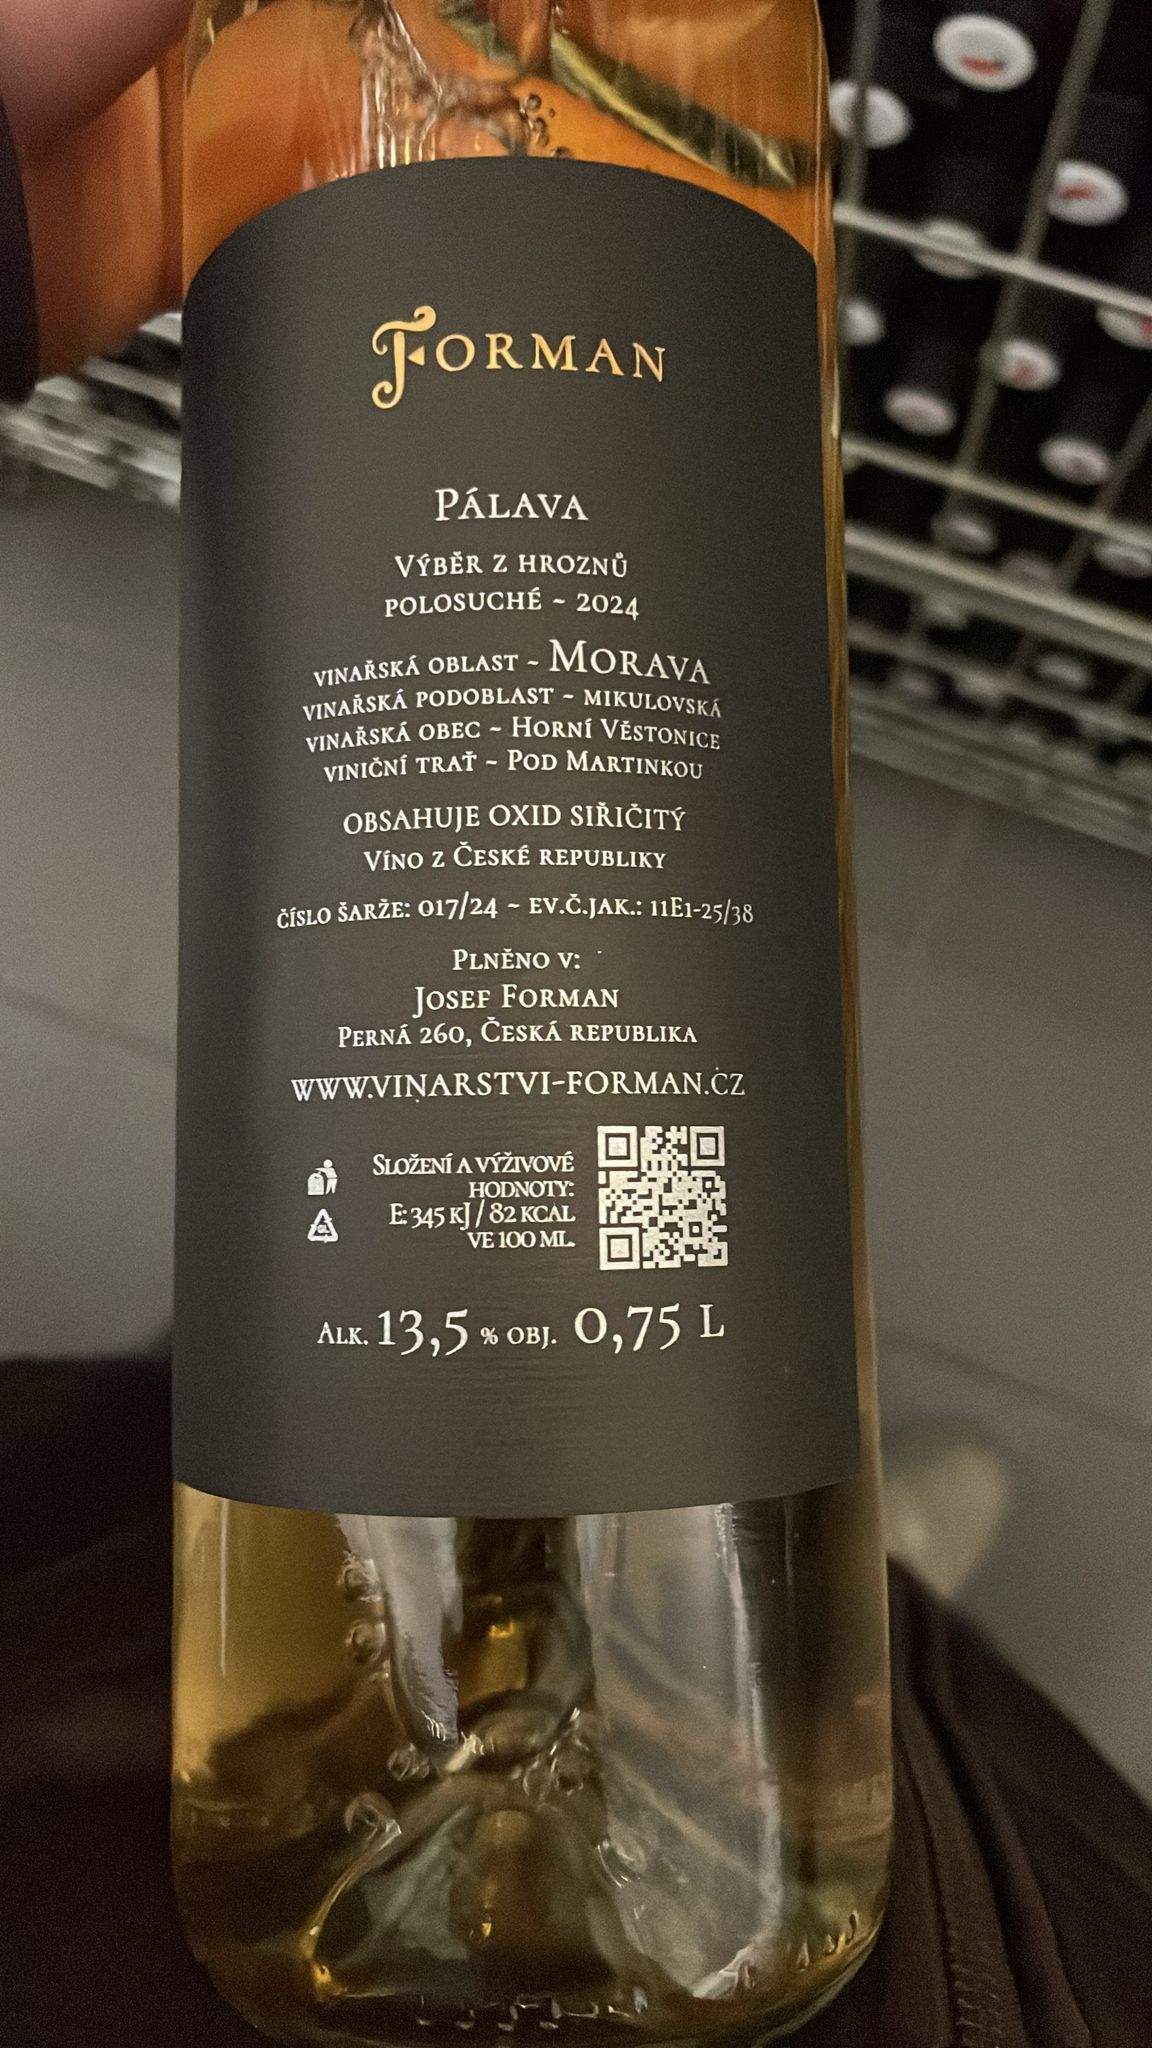 Forman
Pálava
Výběr z hroznů
polosuché ~ 2024
vinařská oblast ~ Morava
vinařská podoblast ~ mikulovská
vinařská obec ~ Horní Věstonice
viniční trať ~ Pod Martinkou
obsahuje oxid siřičitý
Víno z České republiky
číslo šarže: 017/24 ~ ev.č.jak.: 11E1-25/38
Plněno v:
Josef Forman
Perná 260, Česká republika
www.vinarstvi-forman.cz
Složení a výživové
hodnoty:
E: 345 kJ / 82 kcal
ve 100 ml.
GL
Alk. 13,5 % obj. 0,75 L